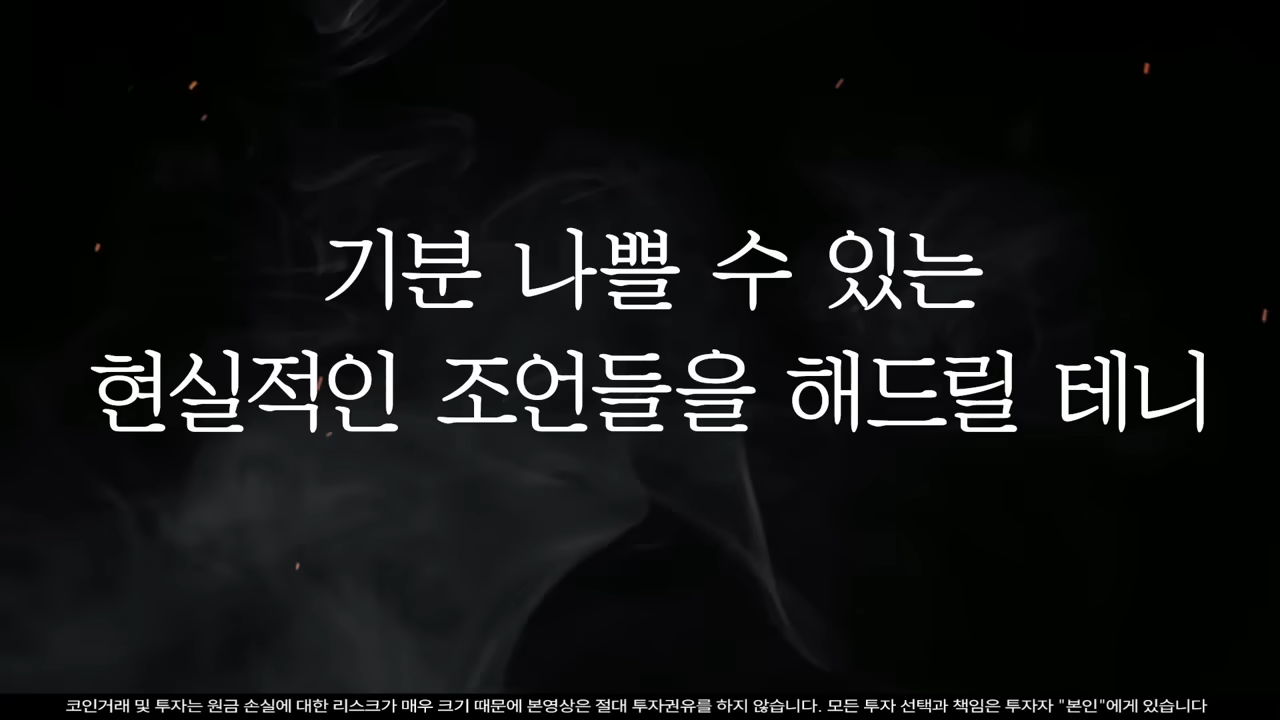 기분 나쁠 수 있는
현실적인 조언들을 해드릴 테니
코인거래 및 투자는 원금 손실에 대한 리스크가 매우 크기 때문에 본영상은 절대 투자권유를 하지 않습니다. 모든 투자 선택과 책임은 투자자 "본인"에게 있습니다